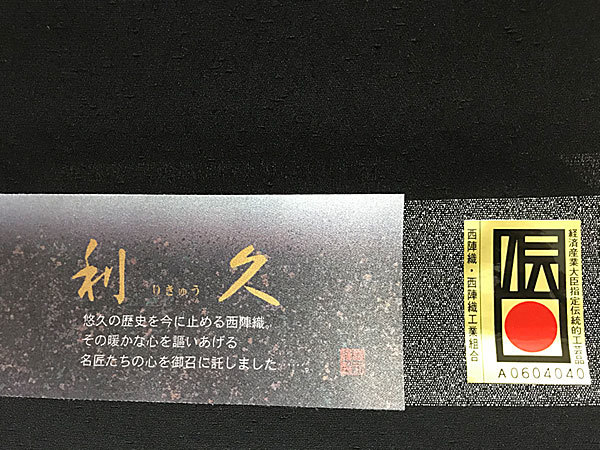 利久
りきゅう
悠久の歴史を今に止める西陣織。
その暖かな心を謳いあげる
名匠たちの心を御召に託しました。
経済産業大臣指定伝統的工芸品
伝
西陣織・西陣織工業組合
A0604040